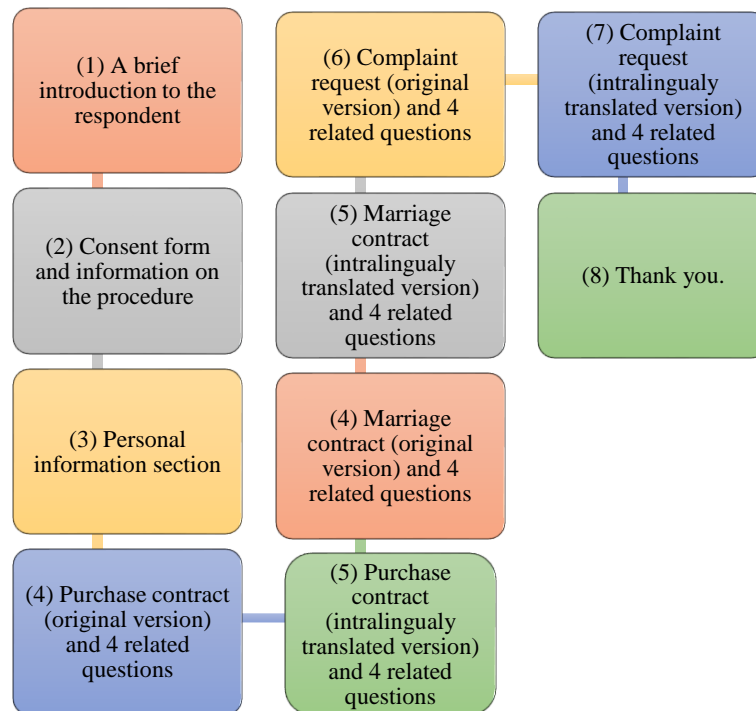 (1) A brief
introduction to the
respondent
(2) Consent form
and information on
the procedure
(3) Personal
information section
(4) Purchase contract
(original version)
and 4 related
questions
(5) Purchase
contract
(intralingualy
translated version)
and 4 related
questions
(4) Marriage
contract (original
version) and 4
related questions
(5) Marriage
contract
(intralingualy
translated version)
and 4 related
questions
(6) Complaint
request (original
version) and 4
related questions
(7) Complaint
request
(intralingualy
translated version)
and 4 related
questions
(8) Thank you.